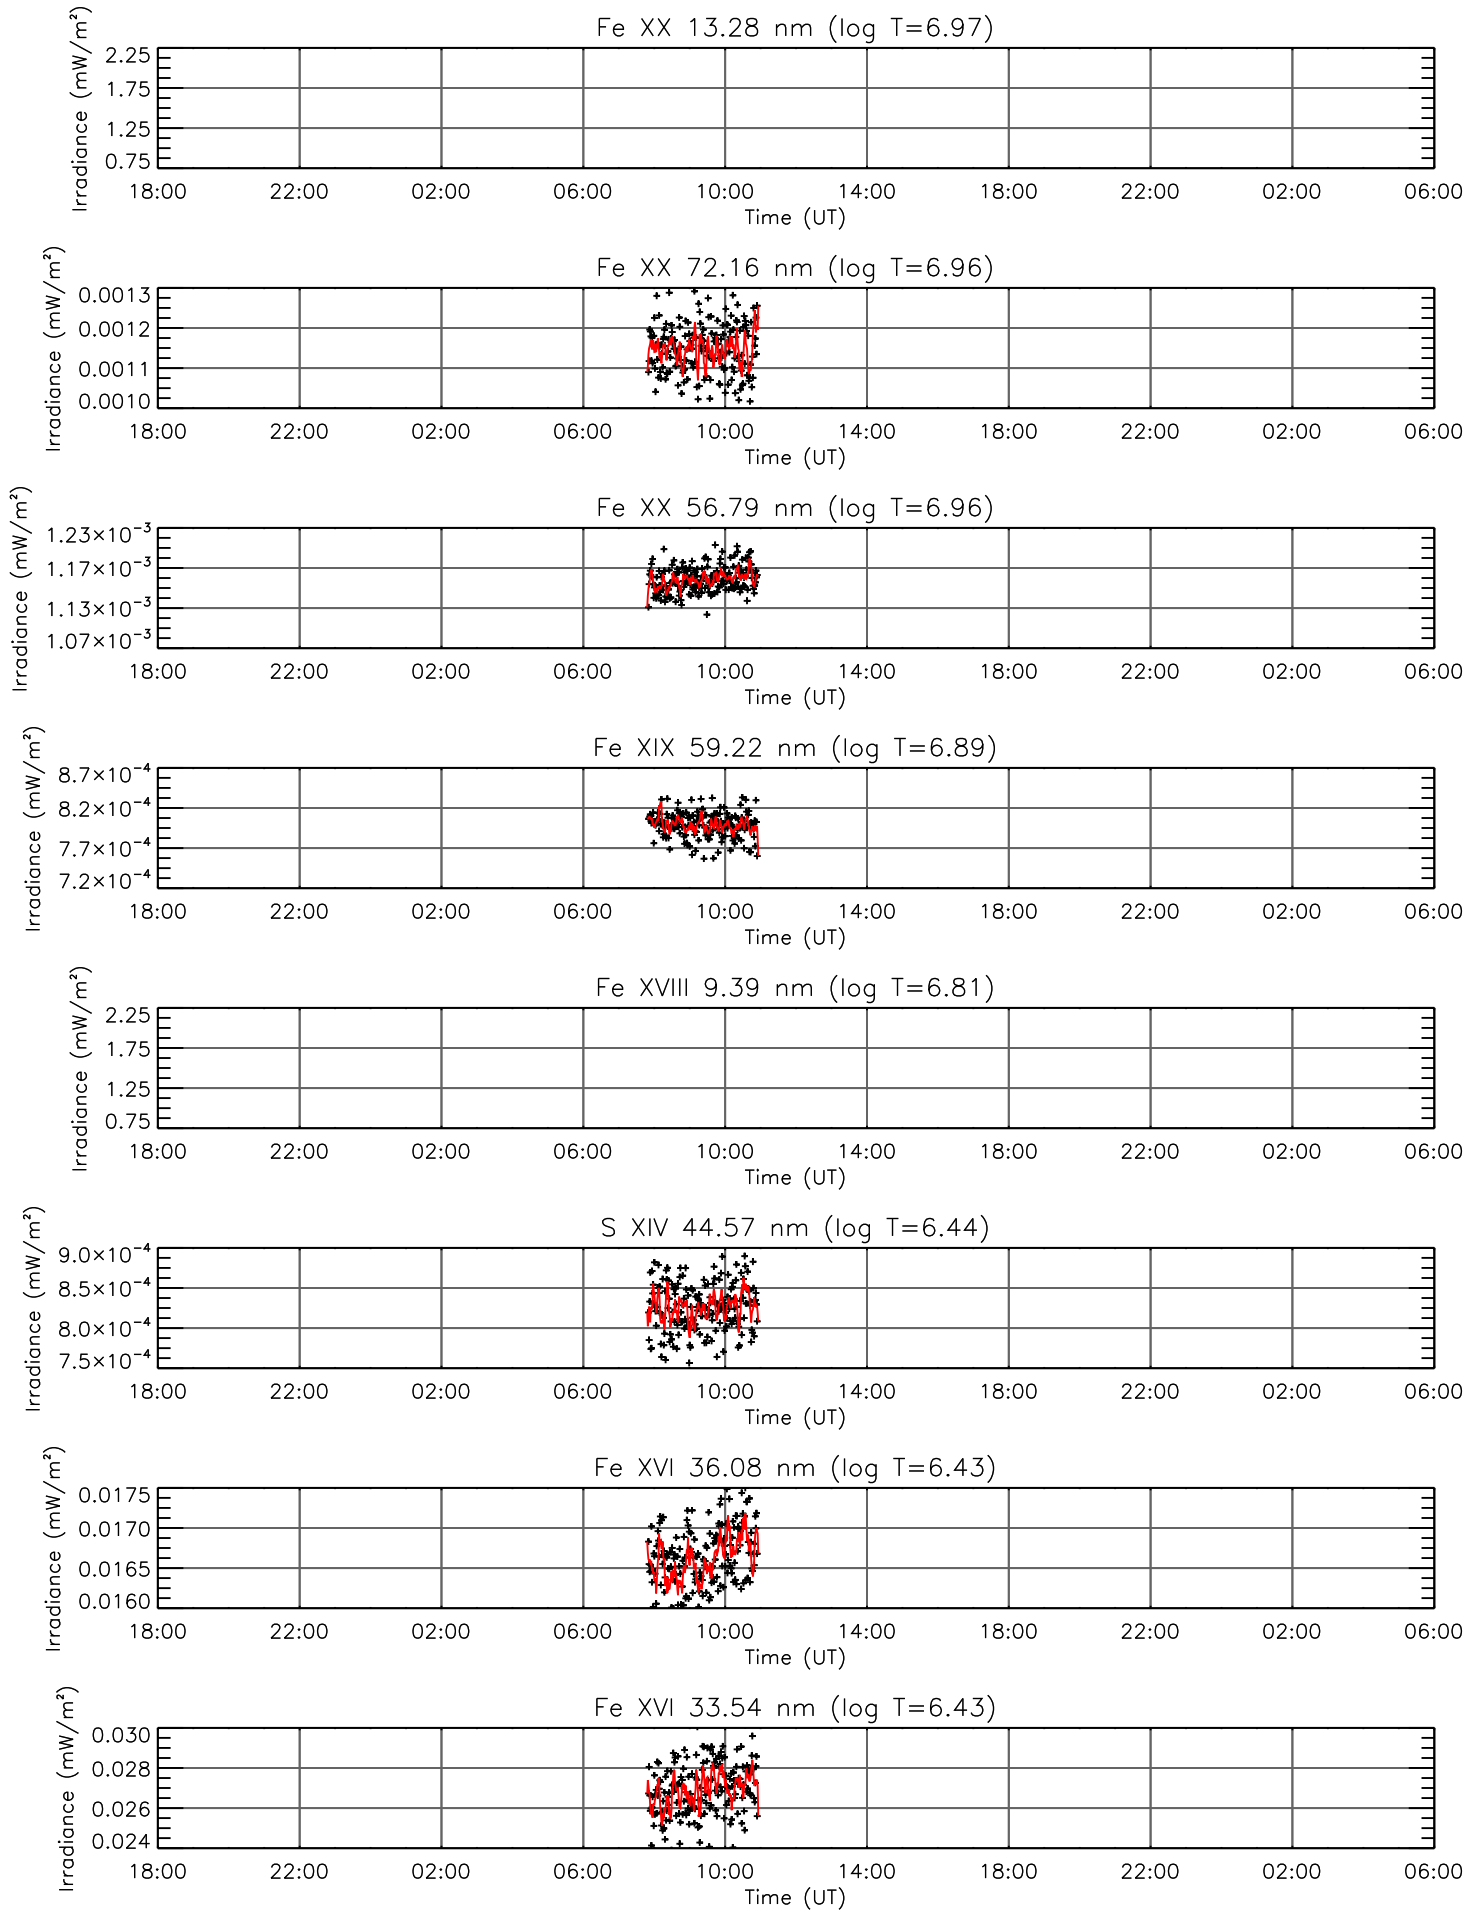 Fe XX 13.28 nm (log T=6.97)
Irradiance (mW/m²)
2.25
1.75
1.25
0.75
18:00 22:00 02:00 06:00 10:00 14:00 18:00 22:00 02:00 06:00
Time (UT)
Fe XX 72.16 nm (log T=6.96)
Irradiance (mW/m²)
0.0013
0.0012
0.0011
0.0010
18:00 22:00 02:00 06:00 10:00 14:00 18:00 22:00 02:00 06:00
Time (UT)
Fe XX 56.79 nm (log T=6.96)
Irradiance (mW/m²)
1.23×10⁻³
1.17×10⁻³
1.13×10⁻³
1.07×10⁻³
18:00 22:00 02:00 06:00 10:00 14:00 18:00 22:00 02:00 06:00
Time (UT)
Fe XIX 59.22 nm (log T=6.89)
Irradiance (mW/m²)
8.7×10⁻⁴
8.2×10⁻⁴
7.7×10⁻⁴
7.2×10⁻⁴
18:00 22:00 02:00 06:00 10:00 14:00 18:00 22:00 02:00 06:00
Time (UT)
Fe XVIII 9.39 nm (log T=6.81)
Irradiance (mW/m²)
2.25
1.75
1.25
0.75
18:00 22:00 02:00 06:00 10:00 14:00 18:00 22:00 02:00 06:00
Time (UT)
S XIV 44.57 nm (log T=6.44)
Irradiance (mW/m²)
9.0×10⁻⁴
8.5×10⁻⁴
8.0×10⁻⁴
7.5×10⁻⁴
18:00 22:00 02:00 06:00 10:00 14:00 18:00 22:00 02:00 06:00
Time (UT)
Fe XVI 36.08 nm (log T=6.43)
Irradiance (mW/m²)
0.0175
0.0170
0.0165
0.0160
18:00 22:00 02:00 06:00 10:00 14:00 18:00 22:00 02:00 06:00
Time (UT)
Fe XVI 33.54 nm (log T=6.43)
Irradiance (mW/m²)
0.030
0.028
0.026
0.024
18:00 22:00 02:00 06:00 10:00 14:00 18:00 22:00 02:00 06:00
Time (UT)